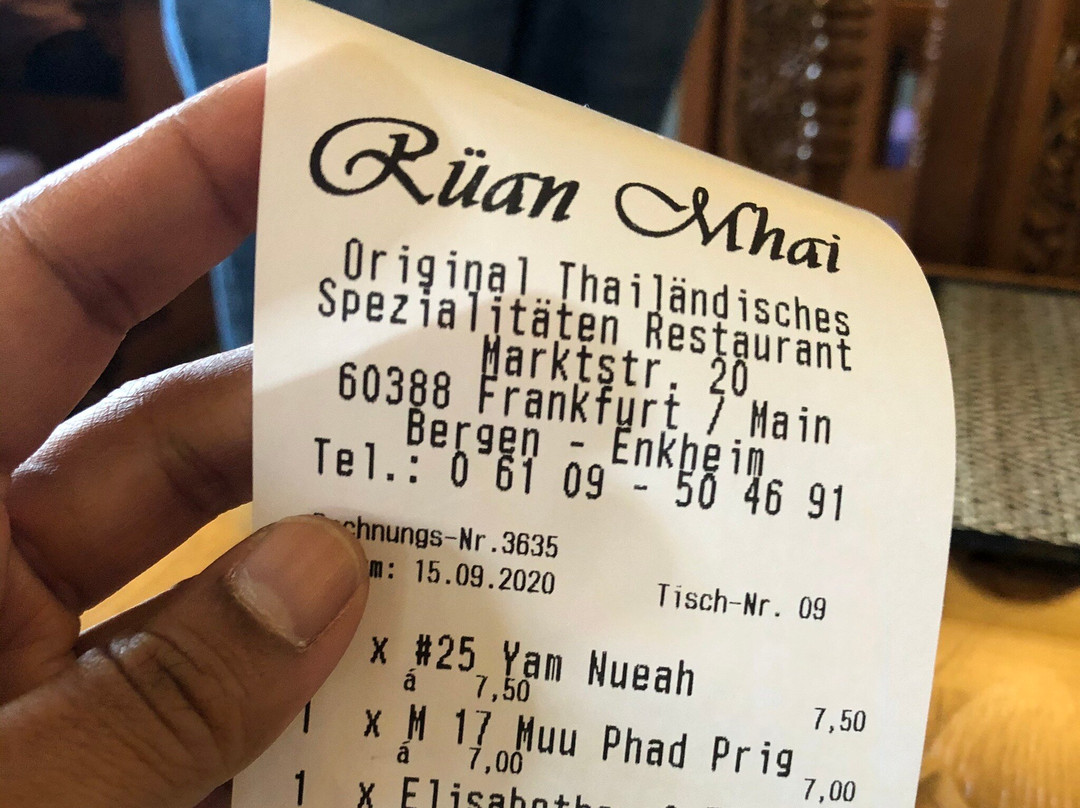 Rüan Mhai
Original Thailändisches
Spezialitäten Restaurant
Marktstr. 20
60388 Frankfurt / Main
Bergen - Enkheim
Tel.: 0 61 09 - 50 46 91
chnungs-Nr.3635
m: 15.09.2020 Tisch-Nr. 09
x #25 Yam Nueah
á 7,50 7,50
1 x M 17 Muu Phad Prig
á 7,00 7,00
1 x